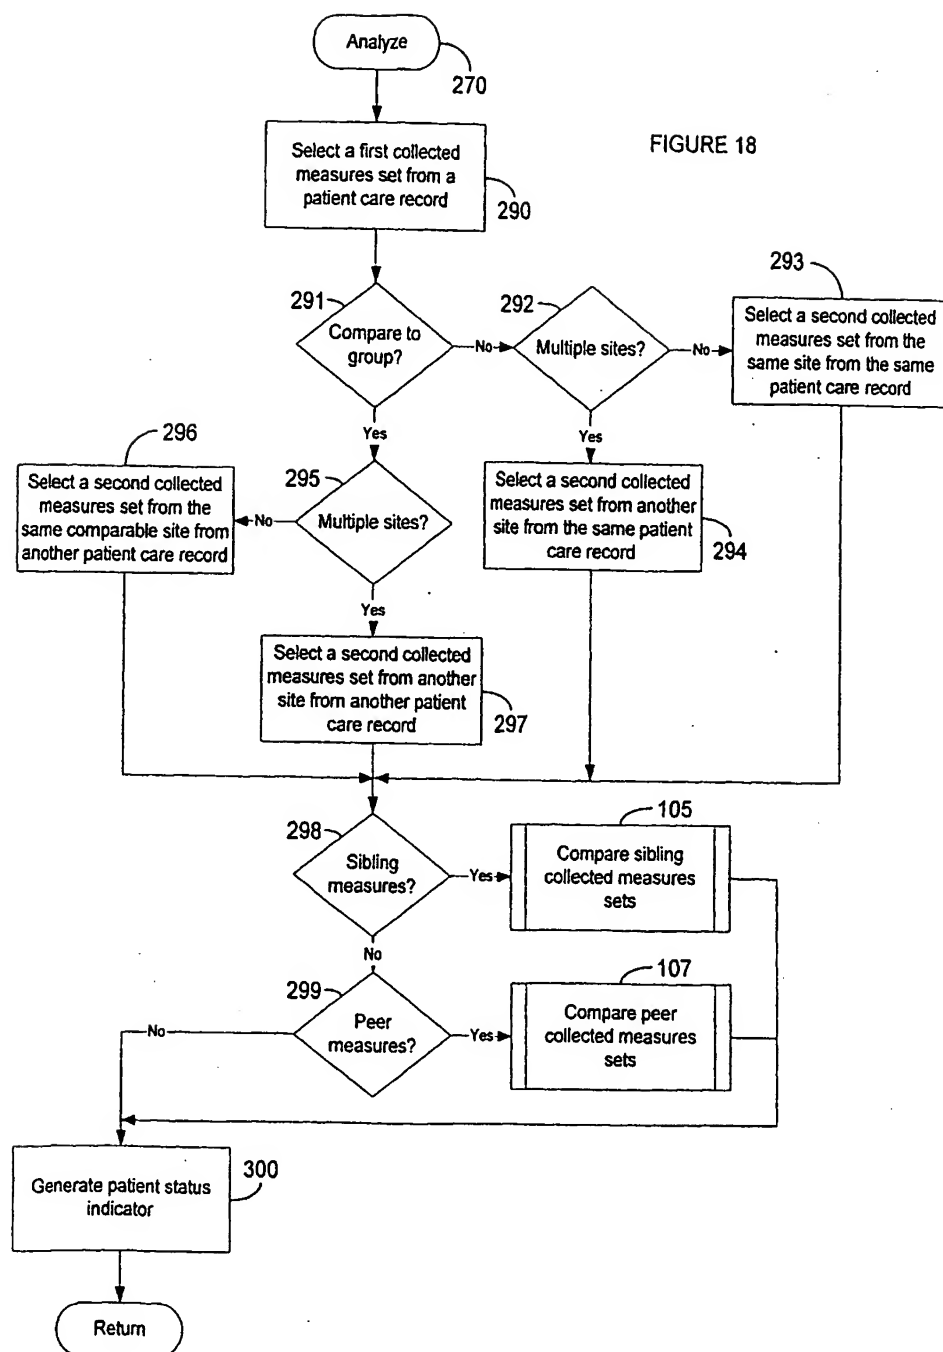 Analyze
270
FIGURE 18
Select a first collected
measures set from a
patient care record
290
291
Compare to
group?
No
292
Multiple sites?
No
293
Select a second collected
measures set from the
same site from the same
patient care record
Yes
Yes
296
Select a second collected
measures set from the
same comparable site from
another patient care record
No
295
Multiple sites?
Select a second collected
measures set from another
site from the same patient
care record
294
Yes
Select a second collected
measures set from another
site from another patient
care record
297
298
Sibling
measures?
Yes
105
Compare sibling
collected measures
sets
No
299
Peer
measures?
No
Yes
107
Compare peer
collected measures
sets
Generate patient status
indicator
300
Return